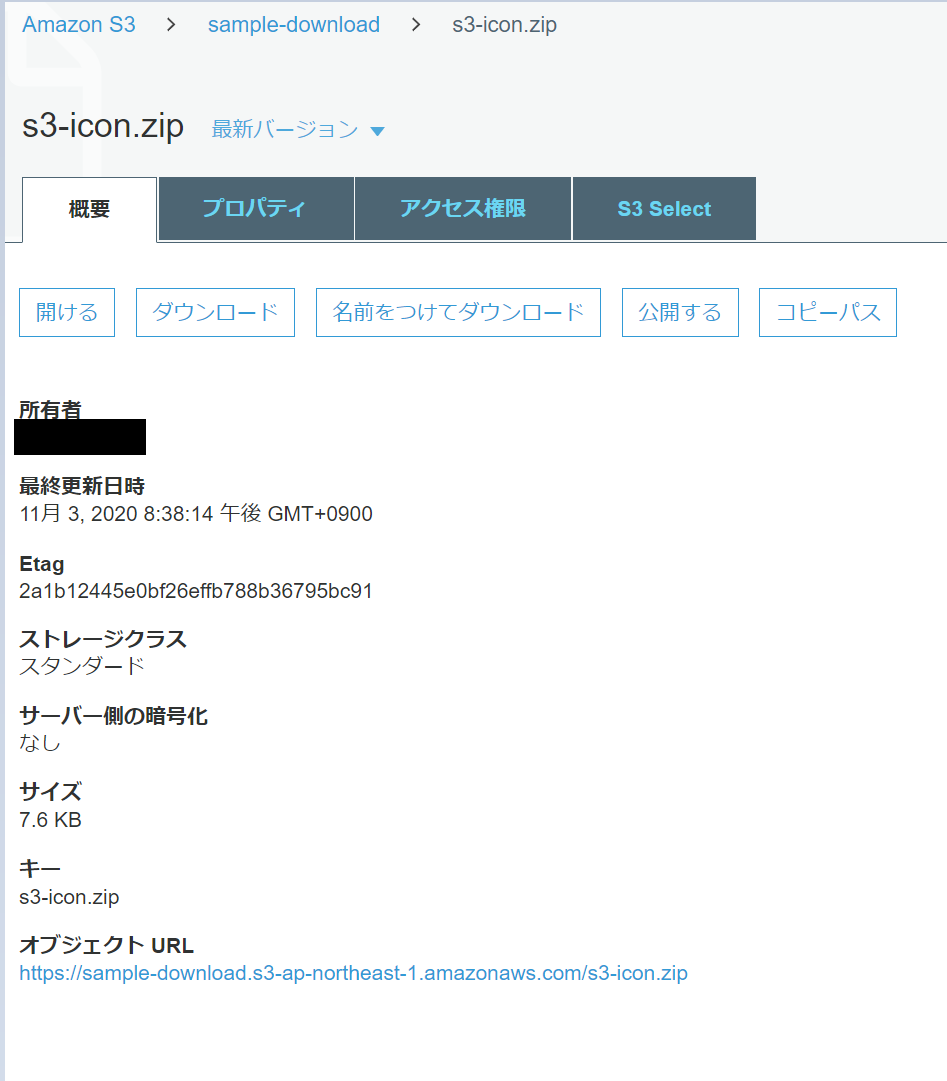 Amazon S3 > sample-download > s3-icon.zip
s3-icon.zip 最新バージョン
概要 プロパティ アクセス権限 S3 Select
開ける ダウンロード 名前をつけてダウンロード 公開する コピーパス
所有者
最終更新日時
11月 3, 2020 8:38:14 午後 GMT+0900
Etag
2a1b12445e0bf26effb788b36795bc91
ストレージクラス
スタンダード
サーバー側の暗号化
なし
サイズ
7.6 KB
キー
s3-icon.zip
オブジェクト URL
https://sample-download.s3-ap-northeast-1.amazonaws.com/s3-icon.zip